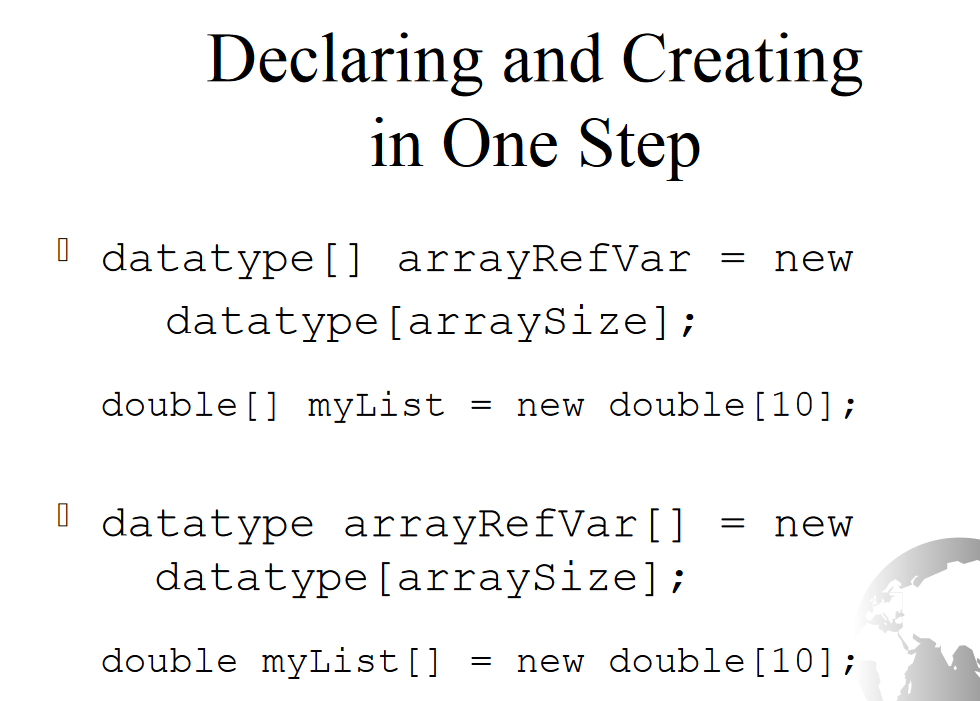 Declaring and Creating
in One Step
datatype[] arrayRefVar = new
datatype[arraySize];
double[] myList = new double[10];
datatype arrayRefVar[] = new
datatype[arraySize];
double myList[] = new double[10];